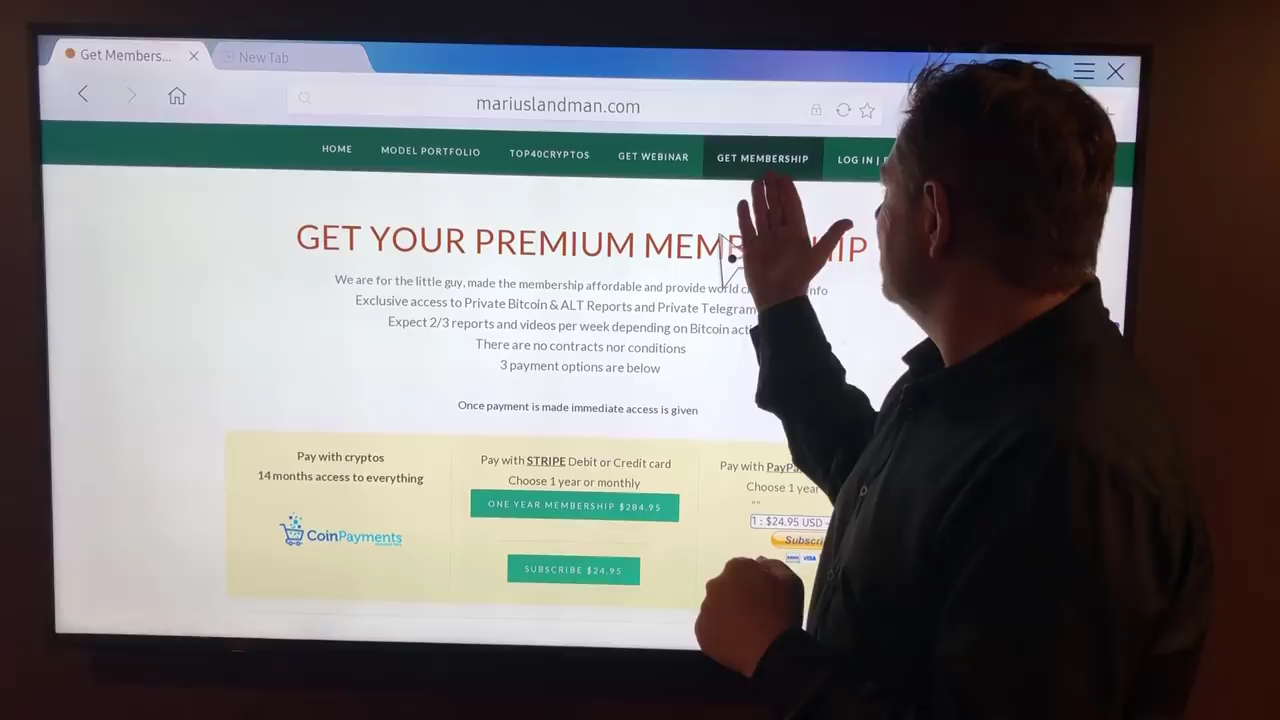 Get Members...
New Tab
mariuslandman.com
HOME MODEL PORTFOLIO TOP40CRYPTOS GET WEBINAR GET MEMBERSHIP LOG IN |
GET YOUR PREMIUM MEMB HIP
We are for the little guy, made the membership affordable and provide world nfo
Exclusive access to Private Bitcoin & ALT Reports and Private Telegram
Expect 2/3 reports and videos per week depending on Bitcoin acti
There are no contracts nor conditions
3 payment options are below
Once payment is made immediate access is given
Pay with cryptos
14 months access to everything
CoinPayments
Pay with STRIPE Debit or Credit card
Choose 1 year or monthly
ONE YEAR MEMBERSHIP $284.95
SUBSCRIBE $24.95
Pay with PayPa
Choose 1 year
""
1 : $24.95 USD -
Subscri
VISA